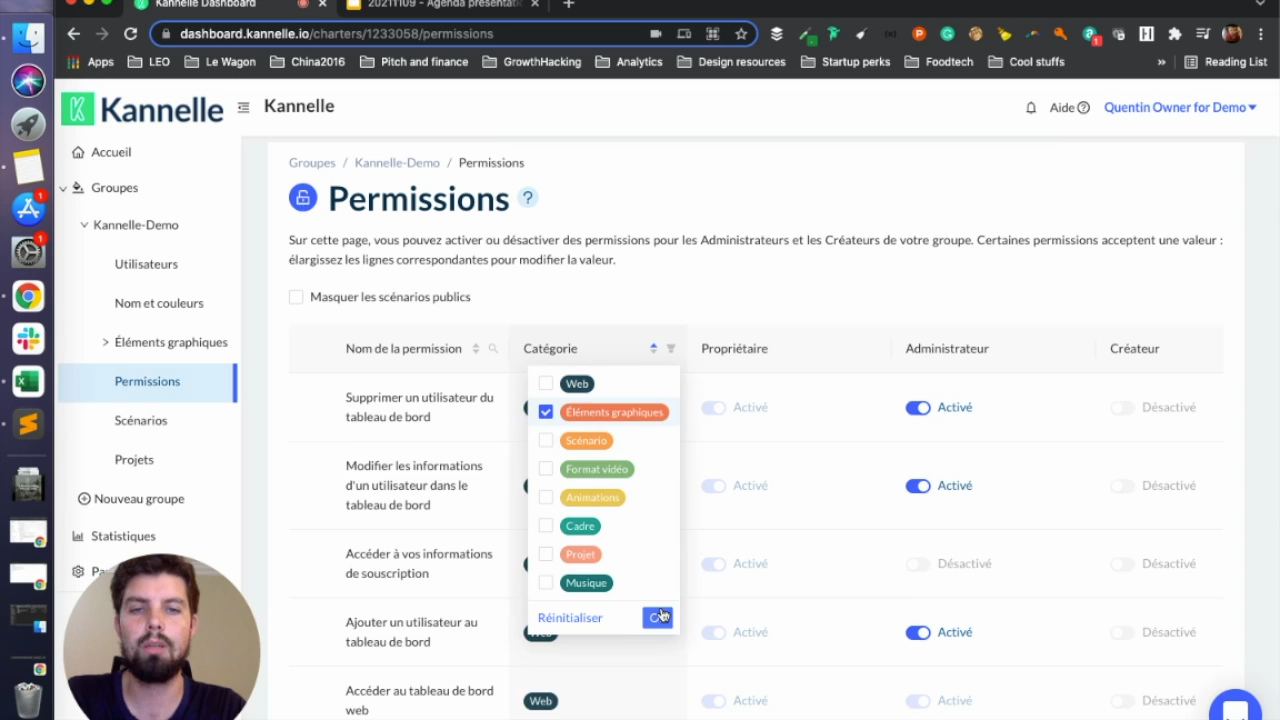 Kannelle Dashboard
20211109 - Agenda présentati
dashboard.kannelle.io/charters/1233058/permissions
Apps LEO Le Wagon China2016 Pitch and finance GrowthHacking Analytics Design resources Startup perks Foodtech Cool stuffs » Reading List
Kannelle
Kannelle
Aide
Quentin Owner for Demo
Accueil
Groupes
Kannelle-Demo
Utilisateurs
Nom et couleurs
Éléments graphiques
Permissions
Scénarios
Projets
Nouveau groupe
Statistiques
Groupes / Kannelle-Demo / Permissions
Permissions ?
Sur cette page, vous pouvez activer ou désactiver des permissions pour les Administrateurs et les Créateurs de votre groupe. Certaines permissions acceptent une valeur :
élargissez les lignes correspondantes pour modifier la valeur.
Masquer les scénarios publics
Nom de la permission Catégorie Propriétaire Administrateur Créateur
Supprimer un utilisateur du
tableau de bord
Activé Activé Désactivé
Modifier les informations
d'un utilisateur dans le
tableau de bord
Activé Activé Désactivé
Accéder à vos informations
de souscription
Activé Désactivé Désactivé
Ajouter un utilisateur au
tableau de bord
Web
Activé Activé Désactivé
Accéder au tableau de bord
web
Web
Activé Activé Désactivé
Web
Éléments graphiques
Scénario
Format vidéo
Animations
Cadre
Projet
Musique
Réinitialiser